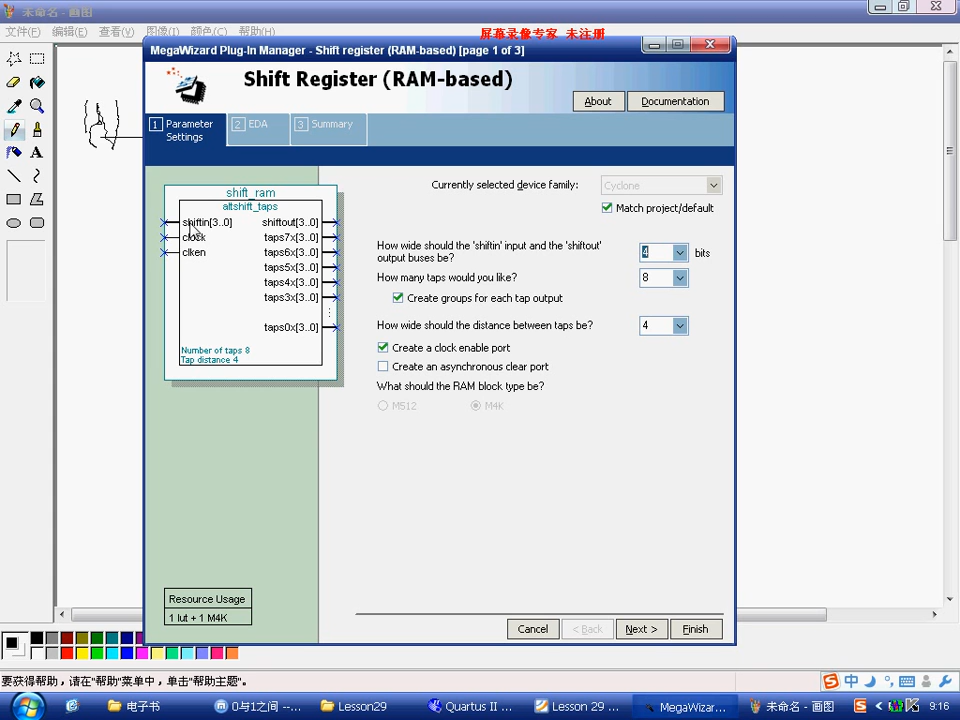 未命名 - 画图
文件(F) 编辑(E) 查看(V) 图像(I) 颜色(C) 帮助(H)
屏幕录像专家 未注册
MegaWizard Plug-In Manager - Shift register (RAM-based) [page 1 of 3]
Shift Register (RAM-based)
About Documentation
1 Parameter Settings
2 EDA
3 Summary
shift_ram
altshift_taps
shiftin[3..0] shiftout[3..0]
clock taps7x[3..0]
clken taps6x[3..0]
taps5x[3..0]
taps4x[3..0]
taps3x[3..0]
taps0x[3..0]
Number of taps 8
Tap distance 4
Currently selected device family: Cyclone
Match project/default
How wide should the 'shiftin' input and the 'shiftout'
output buses be? 4 bits
How many taps would you like? 8
Create groups for each tap output
How wide should the distance between taps be? 4
Create a clock enable port
Create an asynchronous clear port
What should the RAM block type be?
M512 M4K
Resource Usage
1 lut + 1 M4K
Cancel < Back Next > Finish
要获得帮助，请在"帮助"菜单中，单击"帮助主题"。
中
电子书 0与1之间 --... Lesson29 Quartus II ... Lesson 29 ... MegaWizar... 未命名 - 画图 9:16